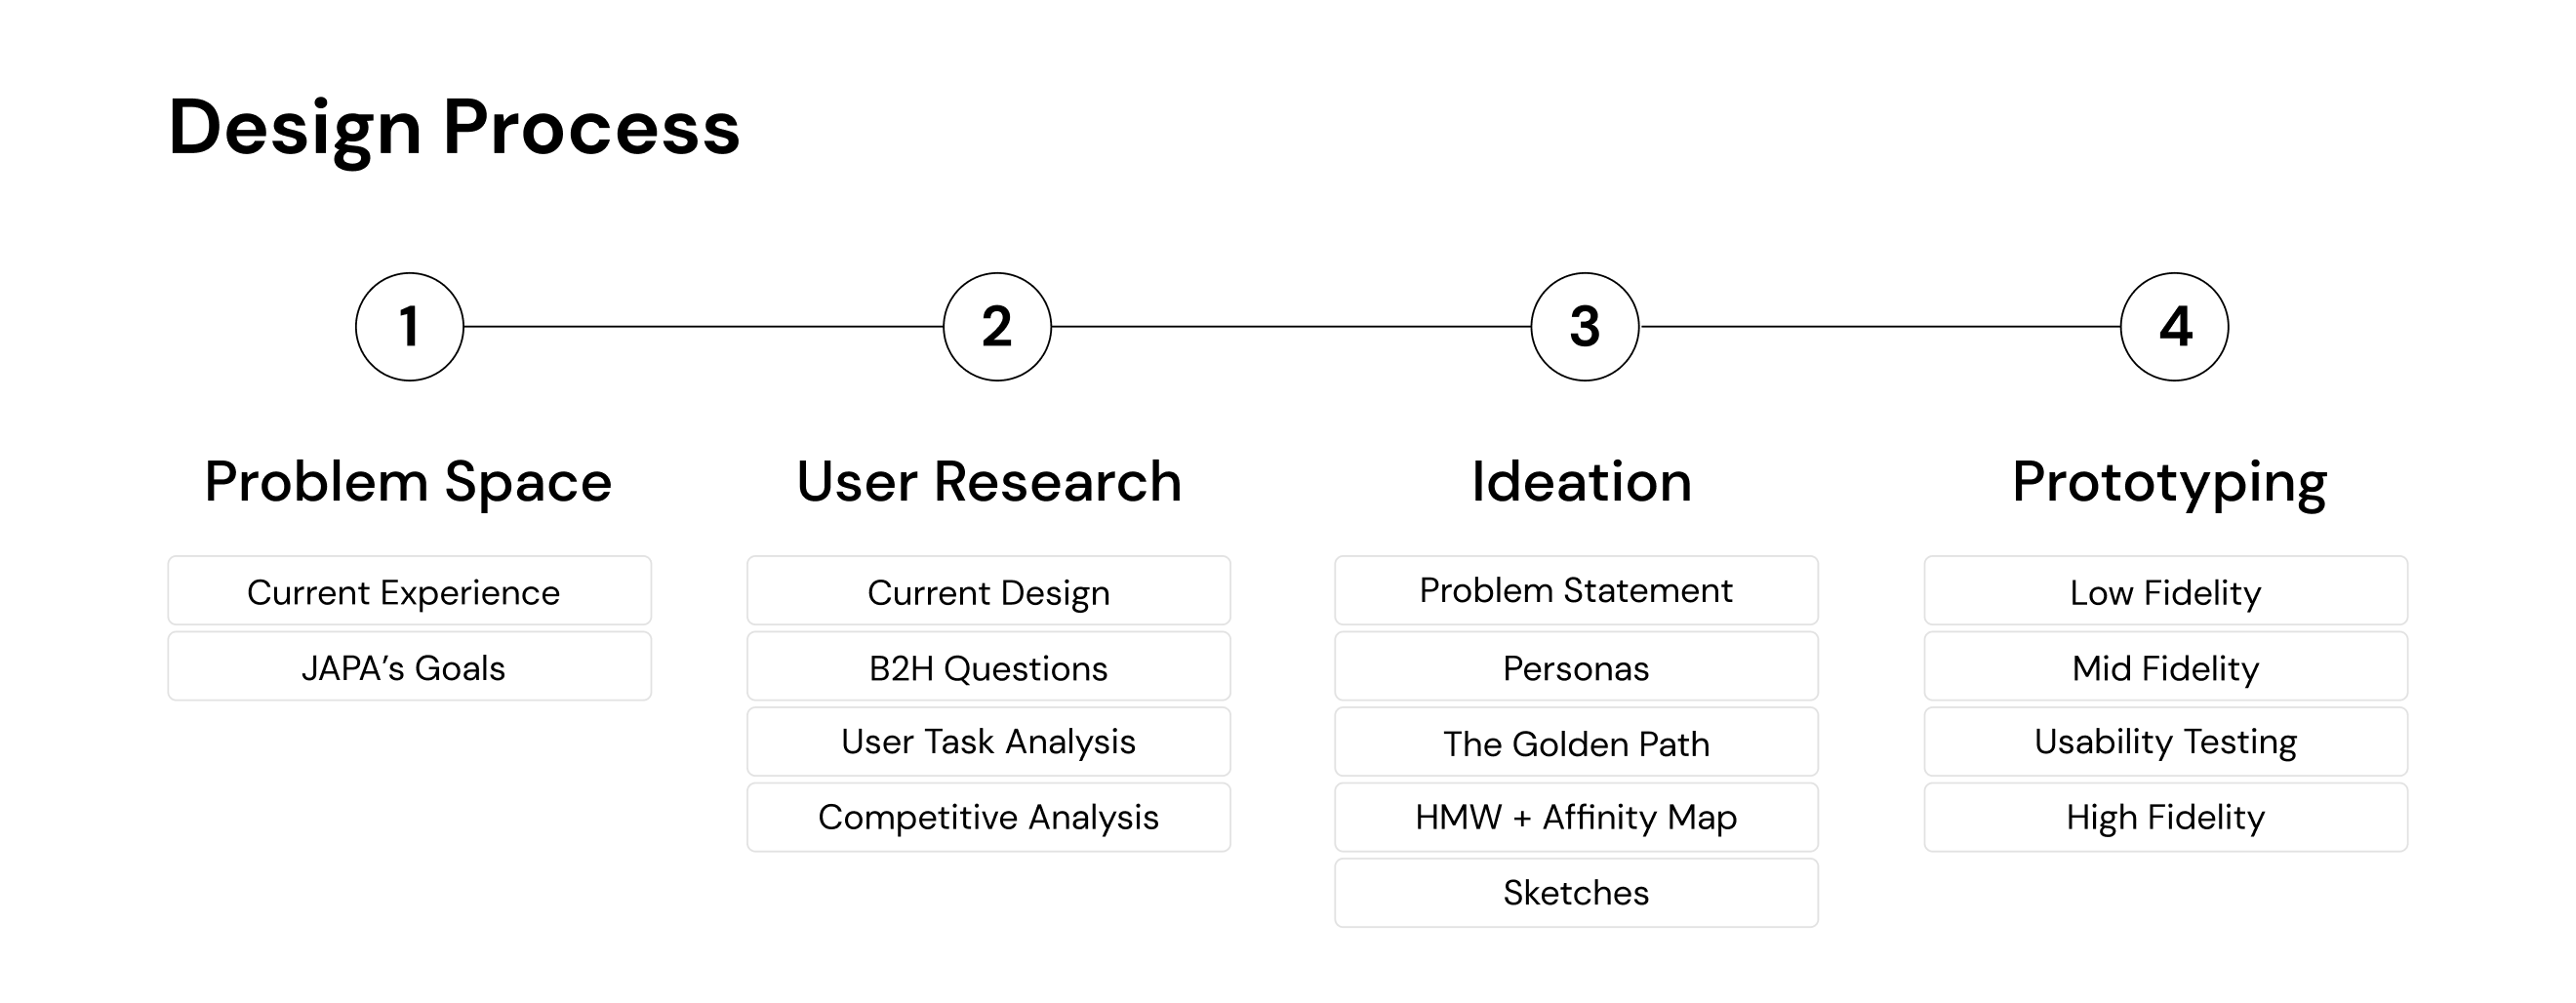 Design Process
1
2
3
4
Problem Space
Current Experience
JAPA’s Goals
User Research
Current Design
B2H Questions
User Task Analysis
Competitive Analysis
Ideation
Problem Statement
Personas
The Golden Path
HMW + Affinity Map
Sketches
Prototyping
Low Fidelity
Mid Fidelity
Usability Testing
High Fidelity